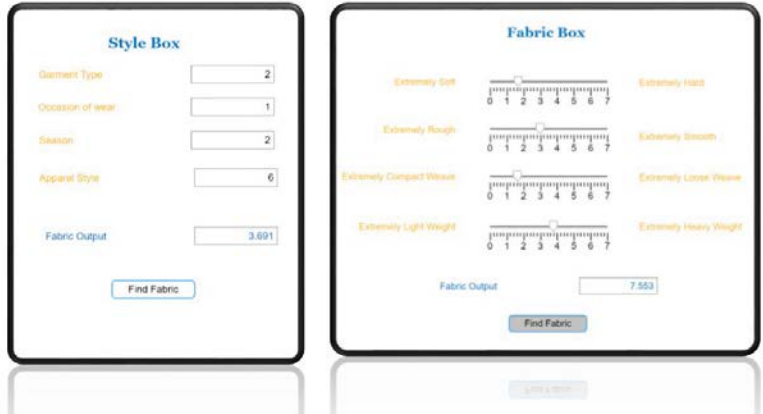 Style Box
Garment Type 2
Occasion of wear 1
Season 2
Apparel Style 6
Fabric Output 3.691
Find Fabric
Fabric Box
Extremely Soft Extremely Hard
0 1 2 3 4 5 6 7
Extremely Rough Extremely Smooth
0 1 2 3 4 5 6 7
Extremely Compact Weave Extremely Loose Weave
0 1 2 3 4 5 6 7
Extremely Light Weight Extremely Heavy Weight
0 1 2 3 4 5 6 7
Fabric Output 7.553
Find Fabric